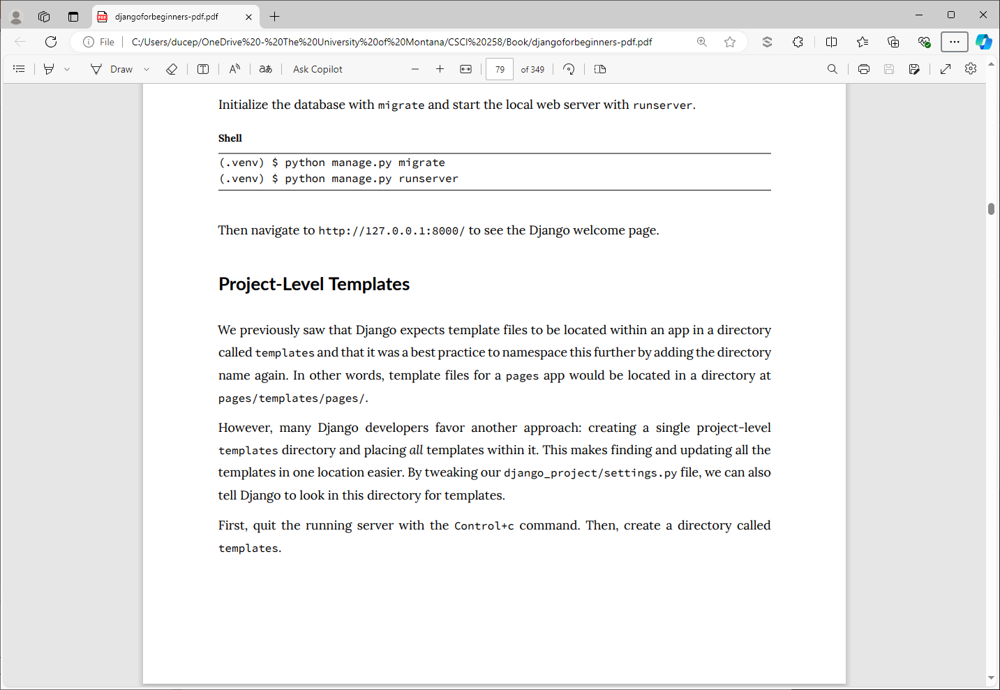 djangoforbeginners-pdf.pdf
File
C:/Users/ducep/OneDrive%20-%20The%20University%20of%20Montana/CSCI%20258/Book/djangoforbeginners-pdf.pdf
Draw
Ask Copilot
79
of 349
Initialize the database with migrate and start the local web server with runserver.
Shell
(.venv) $ python manage.py migrate
(.venv) $ python manage.py runserver
Then navigate to http://127.0.0.1:8000/ to see the Django welcome page.
Project-Level Templates
We previously saw that Django expects template files to be located within an app in a directory
called templates and that it was a best practice to namespace this further by adding the directory
name again. In other words, template files for a pages app would be located in a directory at
pages/templates/pages/.
However, many Django developers favor another approach: creating a single project-level
templates directory and placing all templates within it. This makes finding and updating all the
templates in one location easier. By tweaking our django_project/settings.py file, we can also
tell Django to look in this directory for templates.
First, quit the running server with the Control+c command. Then, create a directory called
templates.